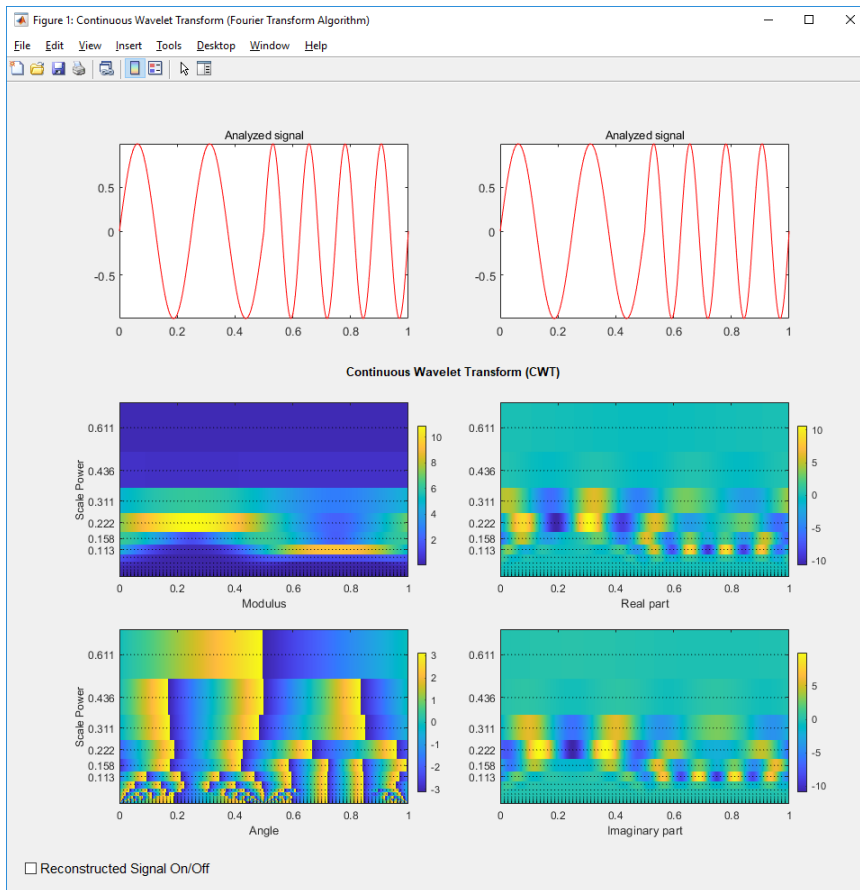 Figure 1: Continuous Wavelet Transform (Fourier Transform Algorithm)
File Edit View Insert Tools Desktop Window Help
Analyzed signal Analyzed signal
0.5 0.5
0 0
-0.5 -0.5
0 0.2 0.4 0.6 0.8 1 0 0.2 0.4 0.6 0.8 1
Continuous Wavelet Transform (CWT)
Scale Power
0.611 0.611
0.436 0.436
0.311 0.311
0.222 0.222
0.158 0.158
0.113 0.113
10 8 6 4 2
10 5 0 -5 -10
0 0.2 0.4 0.6 0.8 1 0 0.2 0.4 0.6 0.8 1
Modulus Real part
Scale Power
0.611 0.611
0.436 0.436
0.311 0.311
0.222 0.222
0.158 0.158
0.113 0.113
3 2 1 0 -1 -2 -3
5 0 -5 -10
0 0.2 0.4 0.6 0.8 1 0 0.2 0.4 0.6 0.8 1
Angle Imaginary part
Reconstructed Signal On/Off